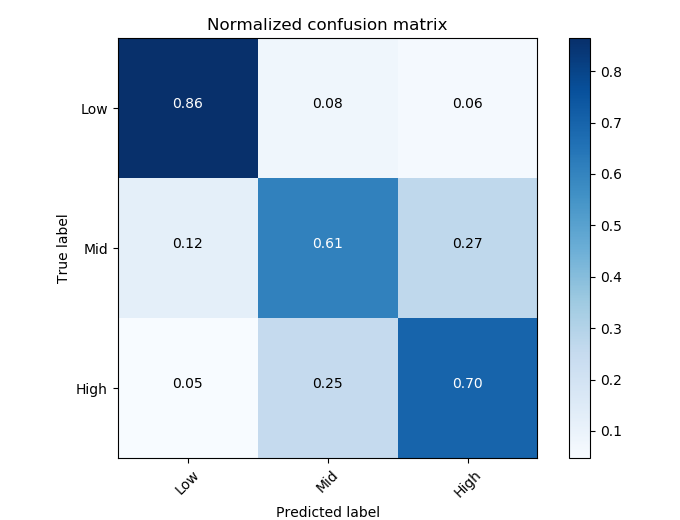 Normalized confusion matrix
0.86 0.08 0.06
0.12 0.61 0.27
0.05 0.25 0.70
Low
Mid
High
True label
Low Mid High
Predicted label
0.8
0.7
0.6
0.5
0.4
0.3
0.2
0.1